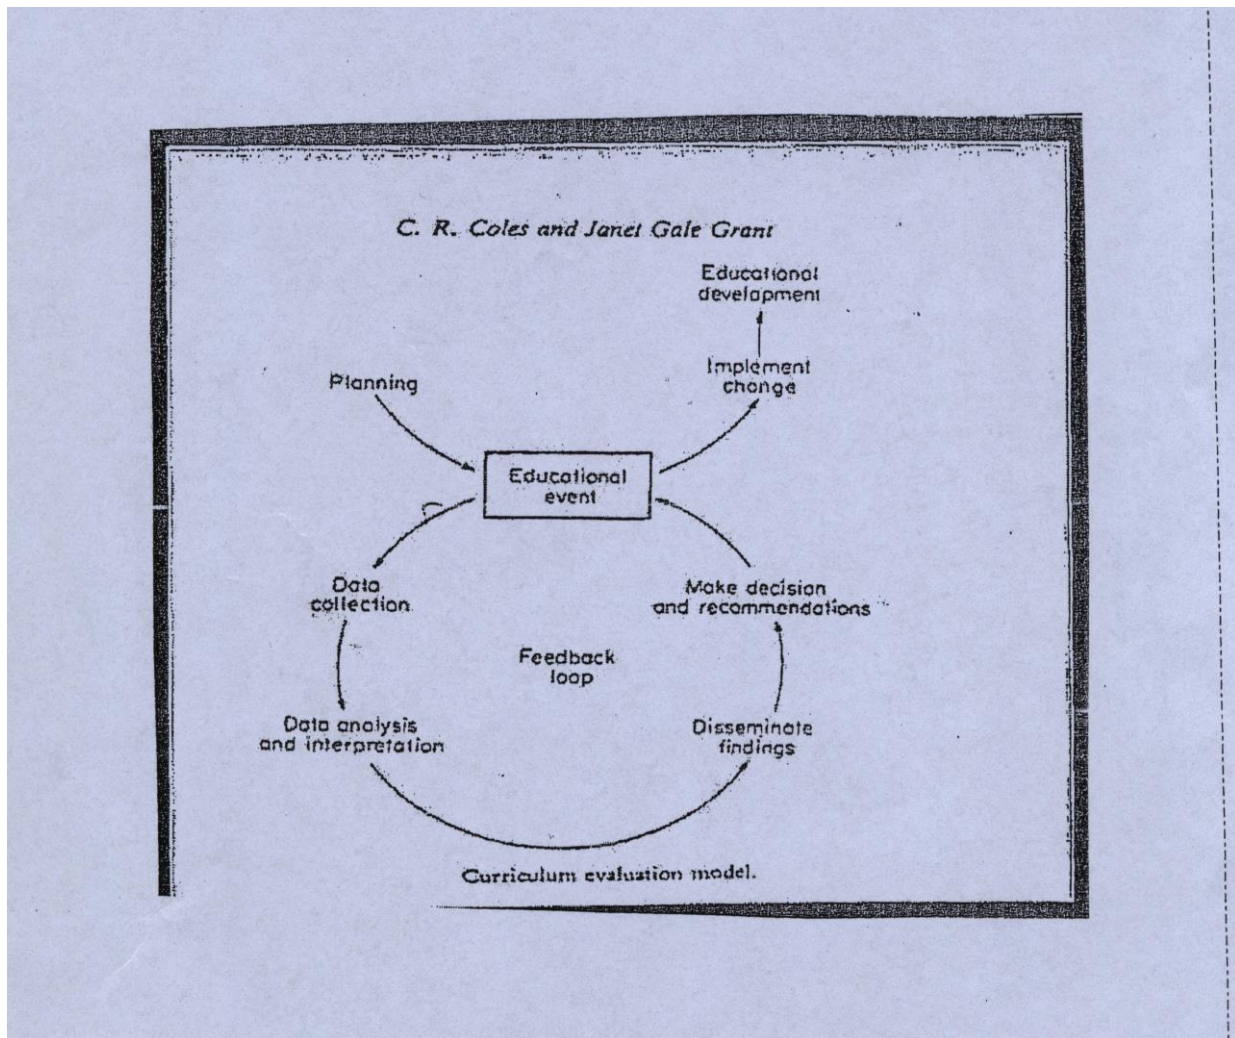 C. R. Coles and Janet Gale Grant
Educational
development
Implement
change
Planning
Educational
event
Data
collection
Make decision
and recommendations
Feedback
loop
Data analysis
and interpretation
Disseminate
findings
Curriculum evaluation model.